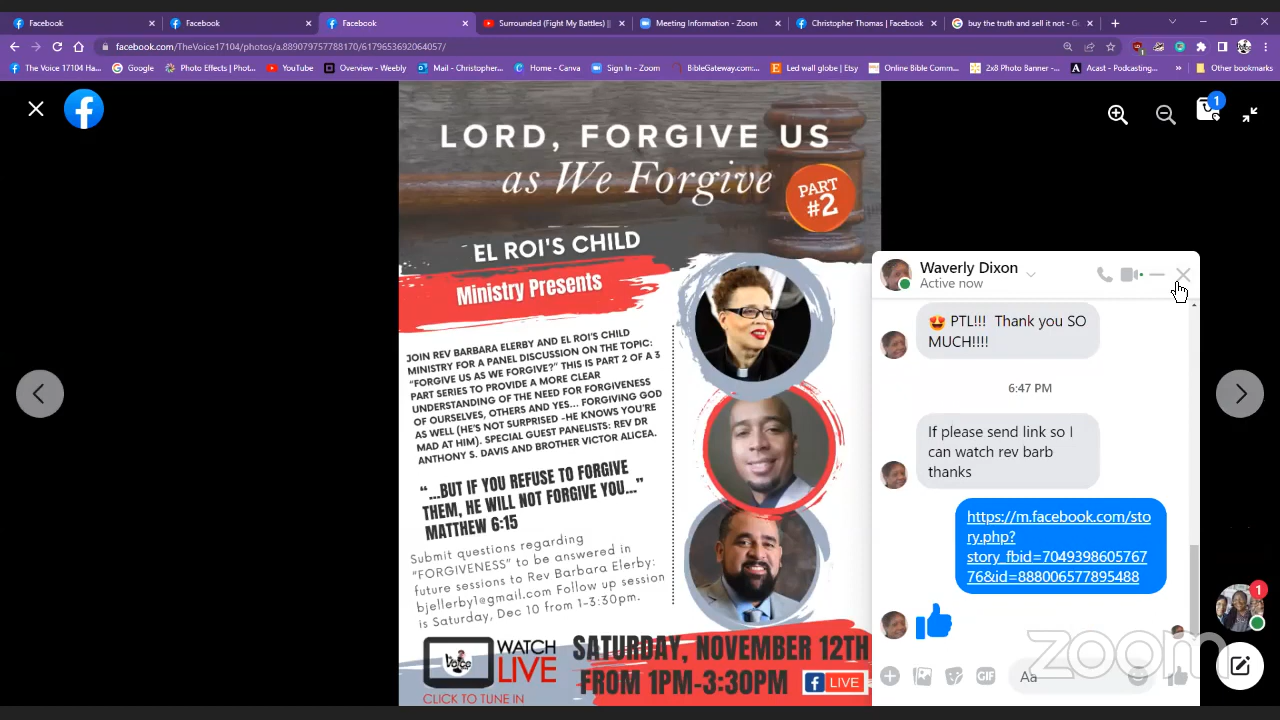 Facebook
Facebook
Facebook
Surrounded (Fight My Battles)
Meeting Information - Zoom
Christopher Thomas | Facebook
buy the truth and sell it not - Go
facebook.com/TheVoice17104/photos/a.889079757788170/6179653692064057/
The Voice 17104 Ha...
Google
Photo Effects | Phot...
YouTube
Overview - Weebly
Mail - Christopher...
Home - Canva
Sign In - Zoom
BibleGateway.com:...
Led wall globe | Etsy
Online Bible Comm...
2x8 Photo Banner -...
Acast - Podcasting...
»
Other bookmarks
1
LORD, FORGIVE US
as We Forgive
PART
#2
EL ROI'S CHILD
Ministry Presents
JOIN REV BARBARA ELERBY AND EL ROI'S CHILD
MINISTRY FOR A PANEL DISCUSSION ON THE TOPIC:
"FORGIVE US AS WE FORGIVE?" THIS IS PART 2 OF A 3
PART SERIES TO PROVIDE A MORE CLEAR
UNDERSTANDING OF THE NEED FOR FORGIVENESS
OF OURSELVES, OTHERS AND YES... FORGIVING GOD
AS WELL (HE'S NOT SURPRISED -HE KNOWS YOU'RE
MAD AT HIM). SPECIAL GUEST PANELISTS: REV DR
ANTHONY S. DAVIS AND BROTHER VICTOR ALICEA.
"...BUT IF YOU REFUSE TO FORGIVE
THEM, HE WILL NOT FORGIVE YOU..."
MATTHEW 6:15
Submit questions regarding
"FORGIVENESS" to be answered in
future sessions to Rev Barbara Elerby:
bjellerby1@gmail.com Follow up session
is Saturday, Dec 10 from 1-3:30pm.
Voice
WATCH
LIVE
CLICK TO TUNE IN
SATURDAY, NOVEMBER 12TH
FROM 1PM-3:30PM
LIVE
Waverly Dixon
Active now
PTL!!! Thank you SO
MUCH!!!!
6:47 PM
If please send link so I
can watch rev barb
thanks
https://m.facebook.com/sto
ry.php?
story_fbid=7049398605767
76&id=888006577895488
GIF
Aa
1
zoom